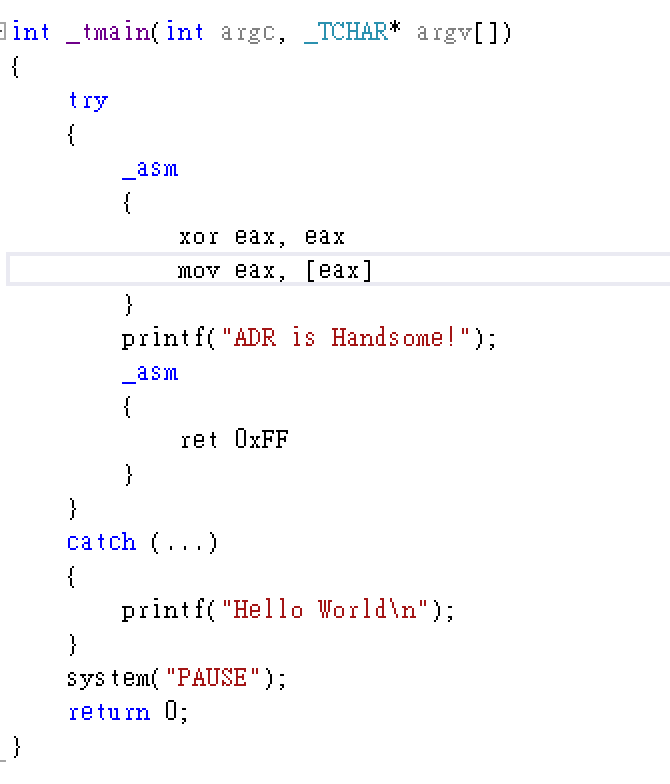 int _tmain(int argc, _TCHAR* argv[])
{
    try
    {
        _asm
        {
            xor eax, eax
            mov eax, [eax]
        }
        printf("ADR is Handsome!");
        _asm
        {
            ret 0xFF
        }
    }
    catch (...)
    {
        printf("Hello World\n");
    }
    system("PAUSE");
    return 0;
}